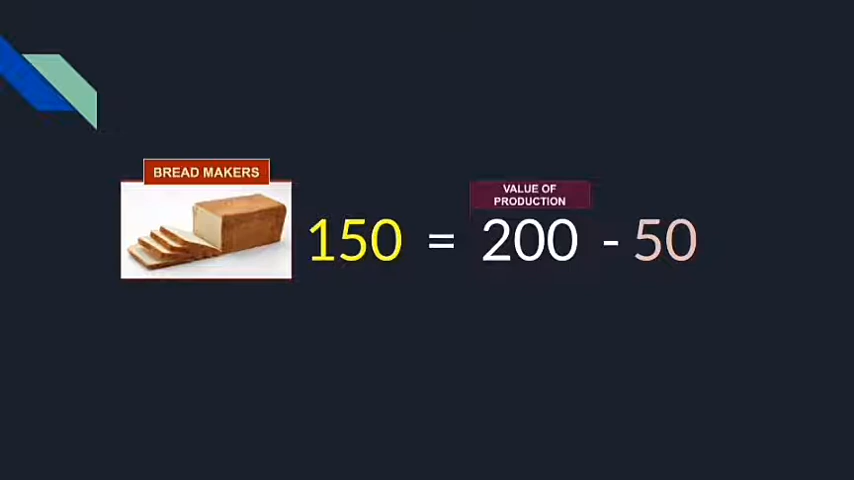 BREAD MAKERS
VALUE OF
PRODUCTION
150 = 200 - 50